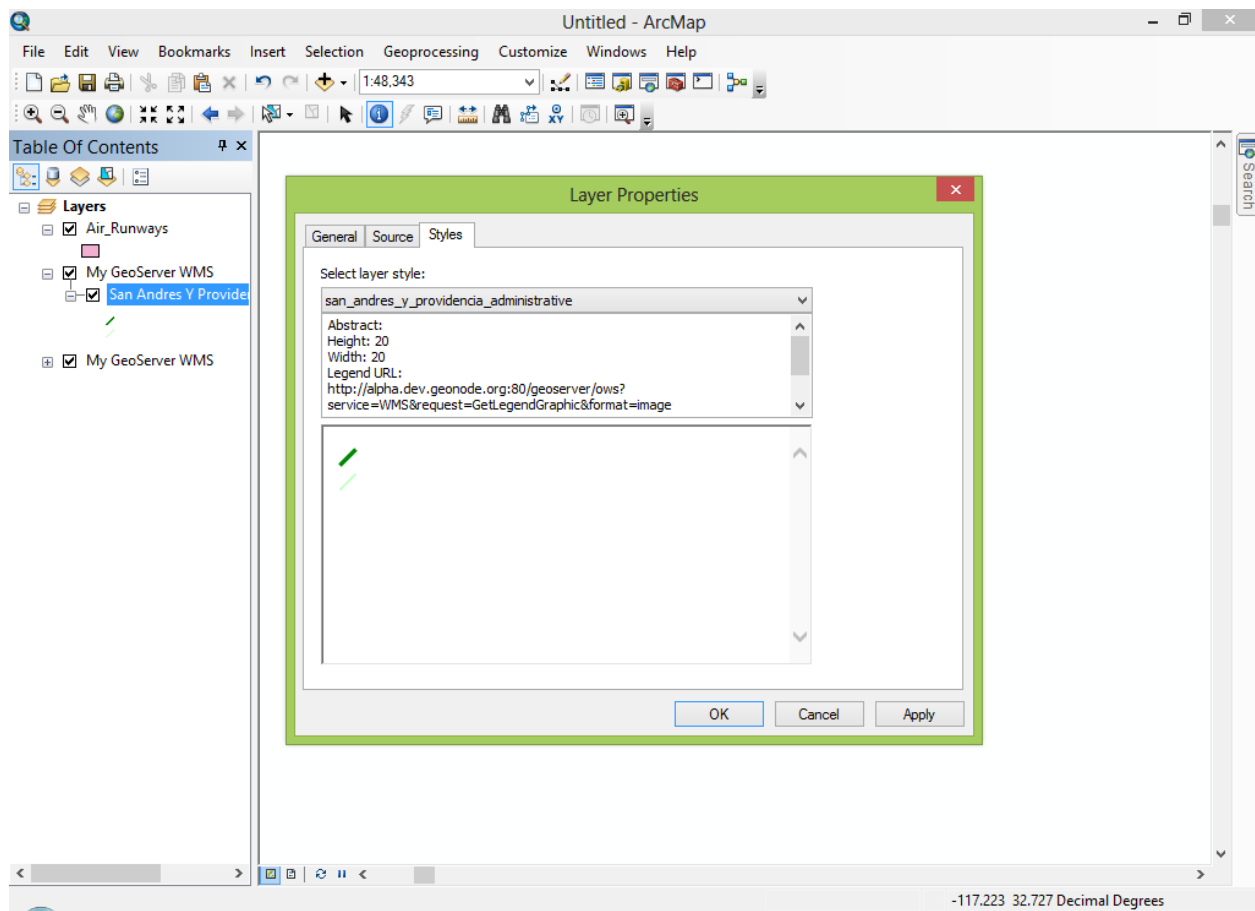 Untitled - ArcMap
File Edit View Bookmarks Insert Selection Geoprocessing Customize Windows Help
1:48,343
Table Of Contents
Layers
Air_Runways
My GeoServer WMS
San Andres Y Provide
My GeoServer WMS
Layer Properties
General Source Styles
Select layer style:
san_andres_y_providencia_administrative
Abstract:
Height: 20
Width: 20
Legend URL:
http://alpha.dev.geonode.org:80/geoserver/ows?
service=WMS&request=GetLegendGraphic&format=image
OK Cancel Apply
Search
-117.223 32.727 Decimal Degrees